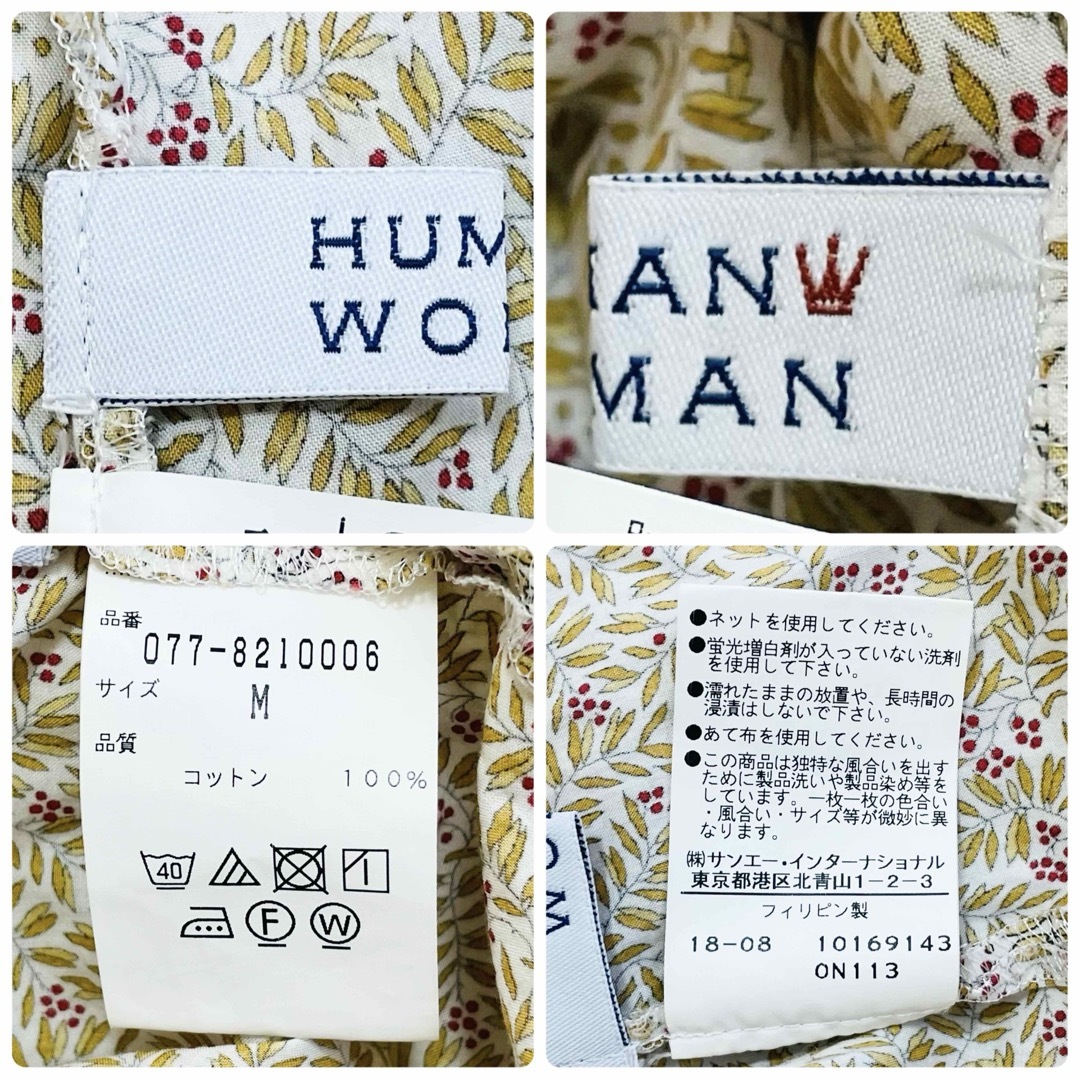 HUM
WO
MAN
MAN
品番
077-8210006
サイズ
M
品質
コットン 100%
40
F W
●ネットを使用してください。
●蛍光増白剤が入っていない洗剤
を使用して下さい。
●濡れたままの放置や、長時間の
浸漬はしないで下さい。
●あて布を使用してください。
●この商品は独特な風合いを出す
ために製品洗いや製品染め等を
しています。一枚一枚の色合い
・風合い・サイズ等が微妙に異
なります。
㈱サンエー・インターナショナル
東京都港区北青山1-2-3
フィリピン製
18-08 10169143
0N113